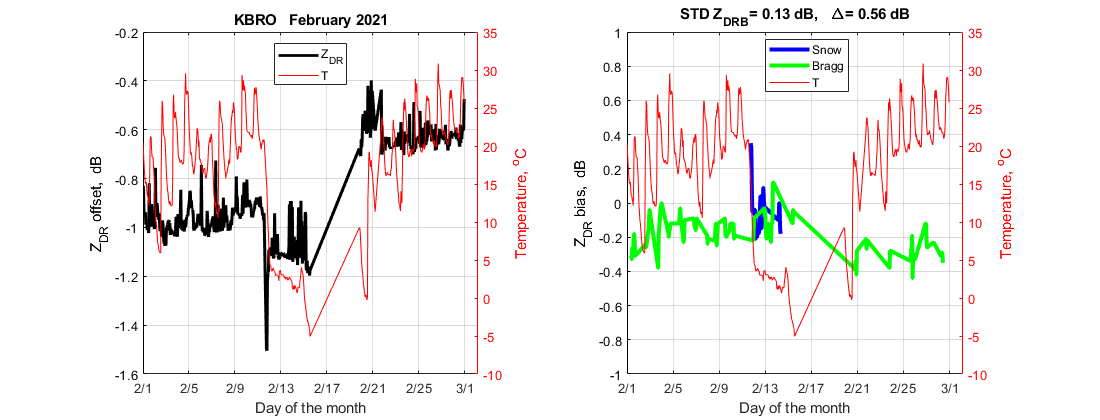 KBRO February 2021
-0.2
-0.4
-0.6
-0.8
-1
-1.2
-1.4
-1.6
Z_DR offset, dB
Z_DR
T
35
30
25
20
15
10
5
0
-5
-10
Temperature, °C
2/1 2/5 2/9 2/13 2/17 2/21 2/25 3/1
Day of the month
STD Z_DRB = 0.13 dB, Δ = 0.56 dB
1
0.8
0.6
0.4
0.2
0
-0.2
-0.4
-0.6
-0.8
-1
Z_DR bias, dB
Snow
Bragg
T
35
30
25
20
15
10
5
0
-5
-10
Temperature, °C
2/1 2/5 2/9 2/13 2/17 2/21 2/25 3/1
Day of the month